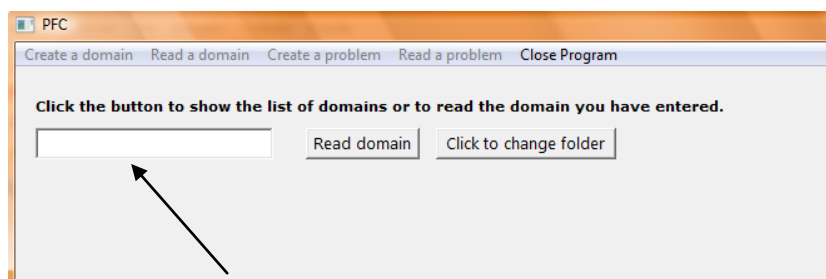 PFC
Create a domain Read a domain Create a problem Read a problem Close Program
Click the button to show the list of domains or to read the domain you have entered.
Read domain Click to change folder